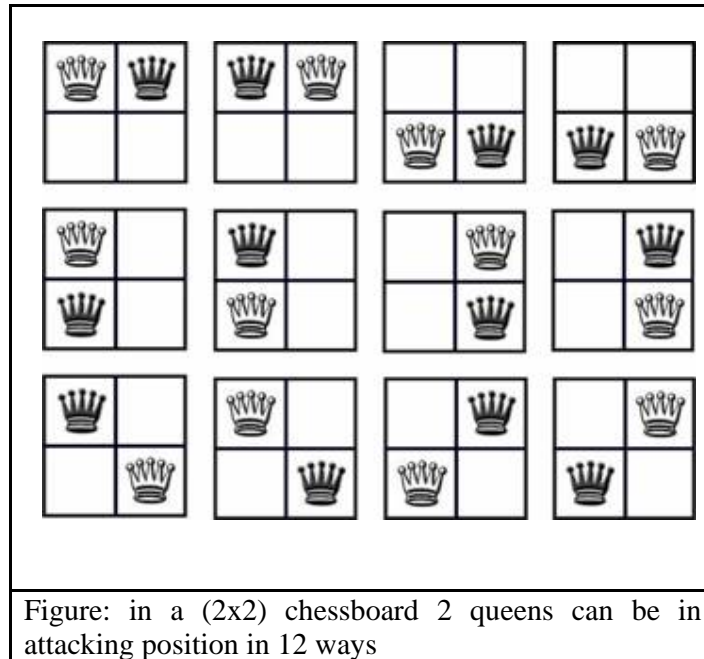 Figure: in a (2x2) chessboard 2 queens can be in
attacking position in 12 ways